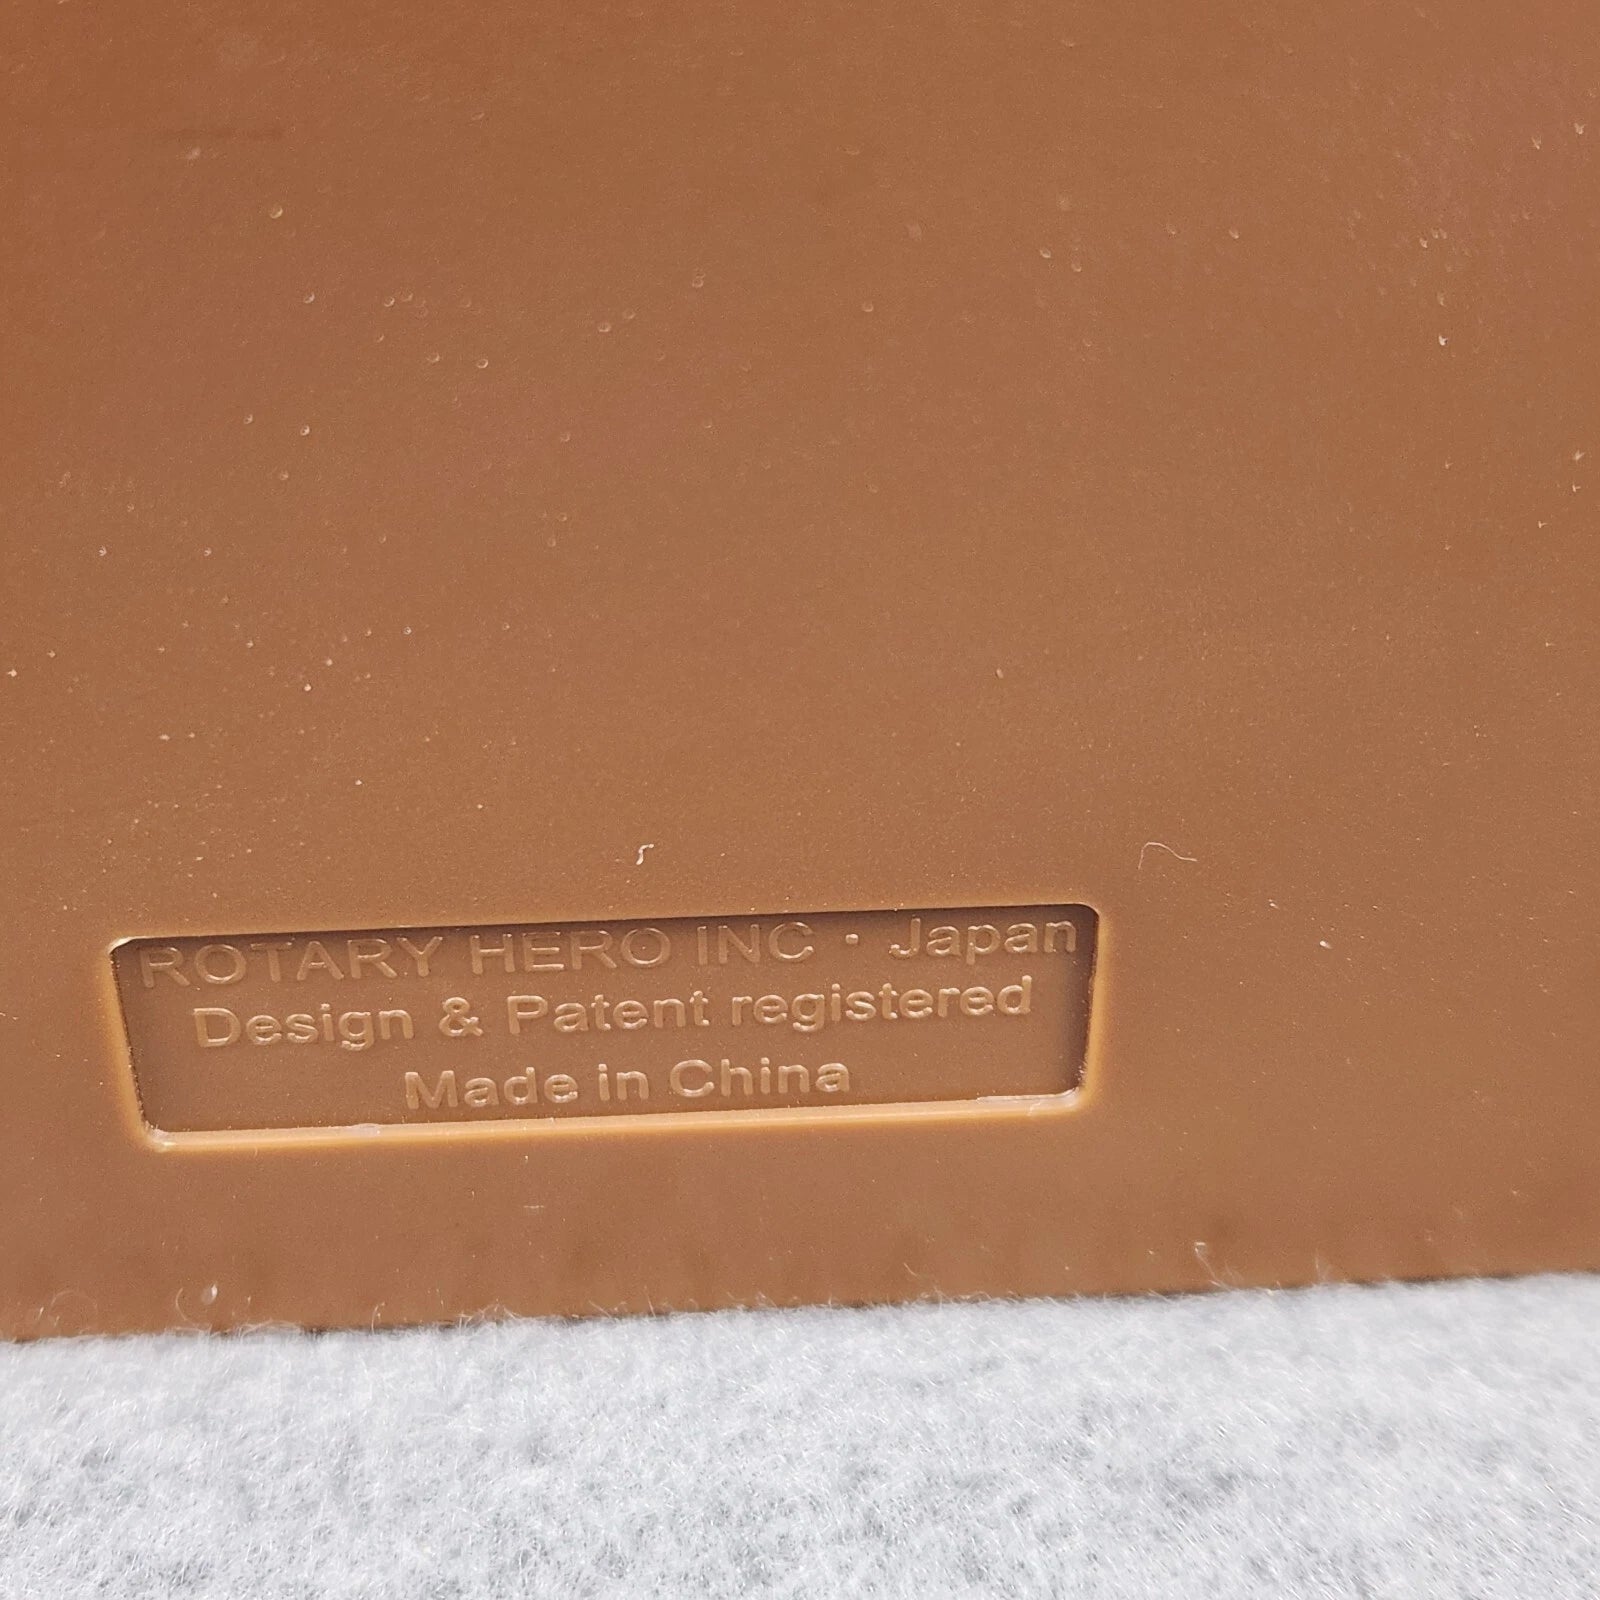 ROTARY HERO INC · Japan
Design & Patent registered
Made in China